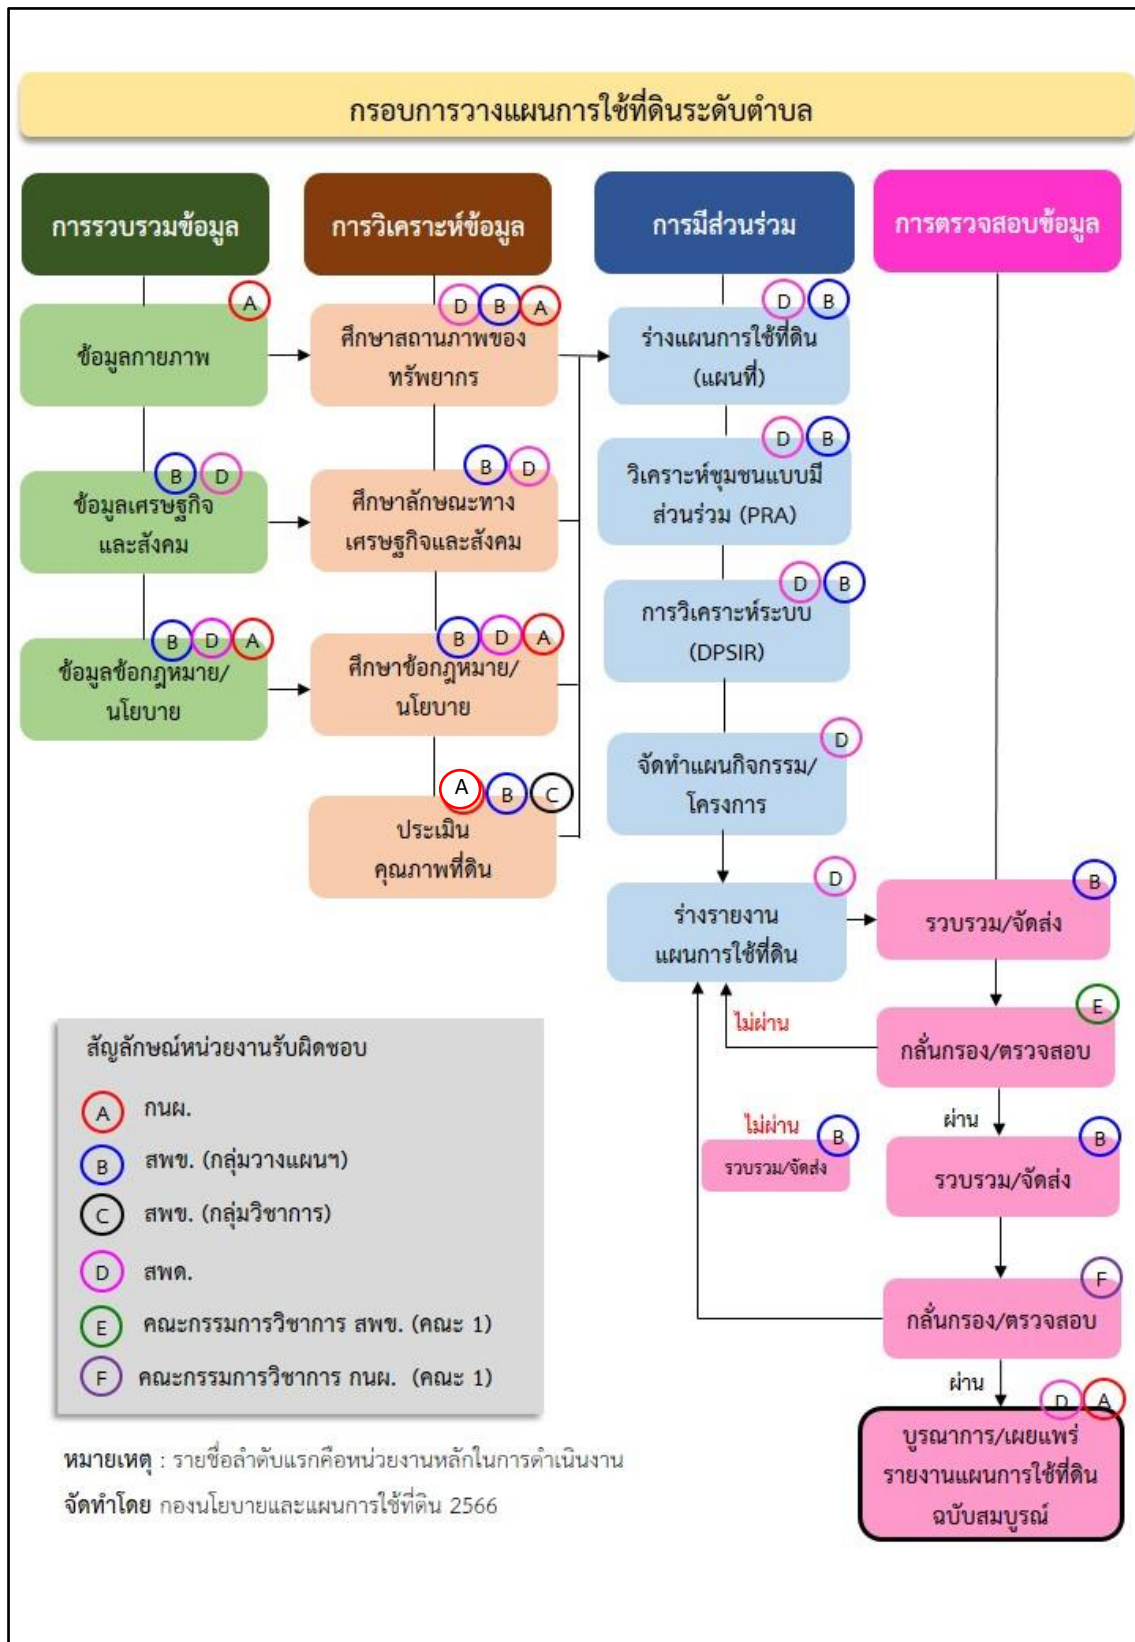 กรอบการวางแผนการใช้ที่ดินระดับตำบล
การรวบรวมข้อมูล
A
ข้อมูลกายภาพ
B D
ข้อมูลเศรษฐกิจ
และสังคม
B D A
ข้อมูลข้อกฎหมาย/
นโยบาย
การวิเคราะห์ข้อมูล
D B A
ศึกษาสถานภาพของ
ทรัพยากร
B D
ศึกษาลักษณะทาง
เศรษฐกิจและสังคม
B D A
ศึกษาข้อกฎหมาย/
นโยบาย
A B C
ประเมิน
คุณภาพที่ดิน
การมีส่วนร่วม
D B
ร่างแผนการใช้ที่ดิน
(แผนที่)
D B
วิเคราะห์ชุมชนแบบมี
ส่วนร่วม (PRA)
D B
การวิเคราะห์ระบบ
(DPSIR)
D
จัดทำแผนกิจกรรม/
โครงการ
D
ร่างรายงาน
แผนการใช้ที่ดิน
การตรวจสอบข้อมูล
B
รวบรวม/จัดส่ง
E
กลั่นกรอง/ตรวจสอบ
ไม่ผ่าน
ผ่าน
B
รวบรวม/จัดส่ง
ไม่ผ่าน
B
รวบรวม/จัดส่ง
F
กลั่นกรอง/ตรวจสอบ
ผ่าน
D A
บูรณาการ/เผยแพร่
รายงานแผนการใช้ที่ดิน
ฉบับสมบูรณ์
สัญลักษณ์หน่วยงานรับผิดชอบ
A กนผ.
B สพข. (กลุ่มวางแผนฯ)
C สพข. (กลุ่มวิชาการ)
D สพด.
E คณะกรรมการวิชาการ สพข. (คณะ 1)
F คณะกรรมการวิชาการ กนผ. (คณะ 1)
หมายเหตุ : รายชื่อลำดับแรกคือหน่วยงานหลักในการดำเนินงาน
จัดทำโดย กองนโยบายและแผนการใช้ที่ดิน 2566